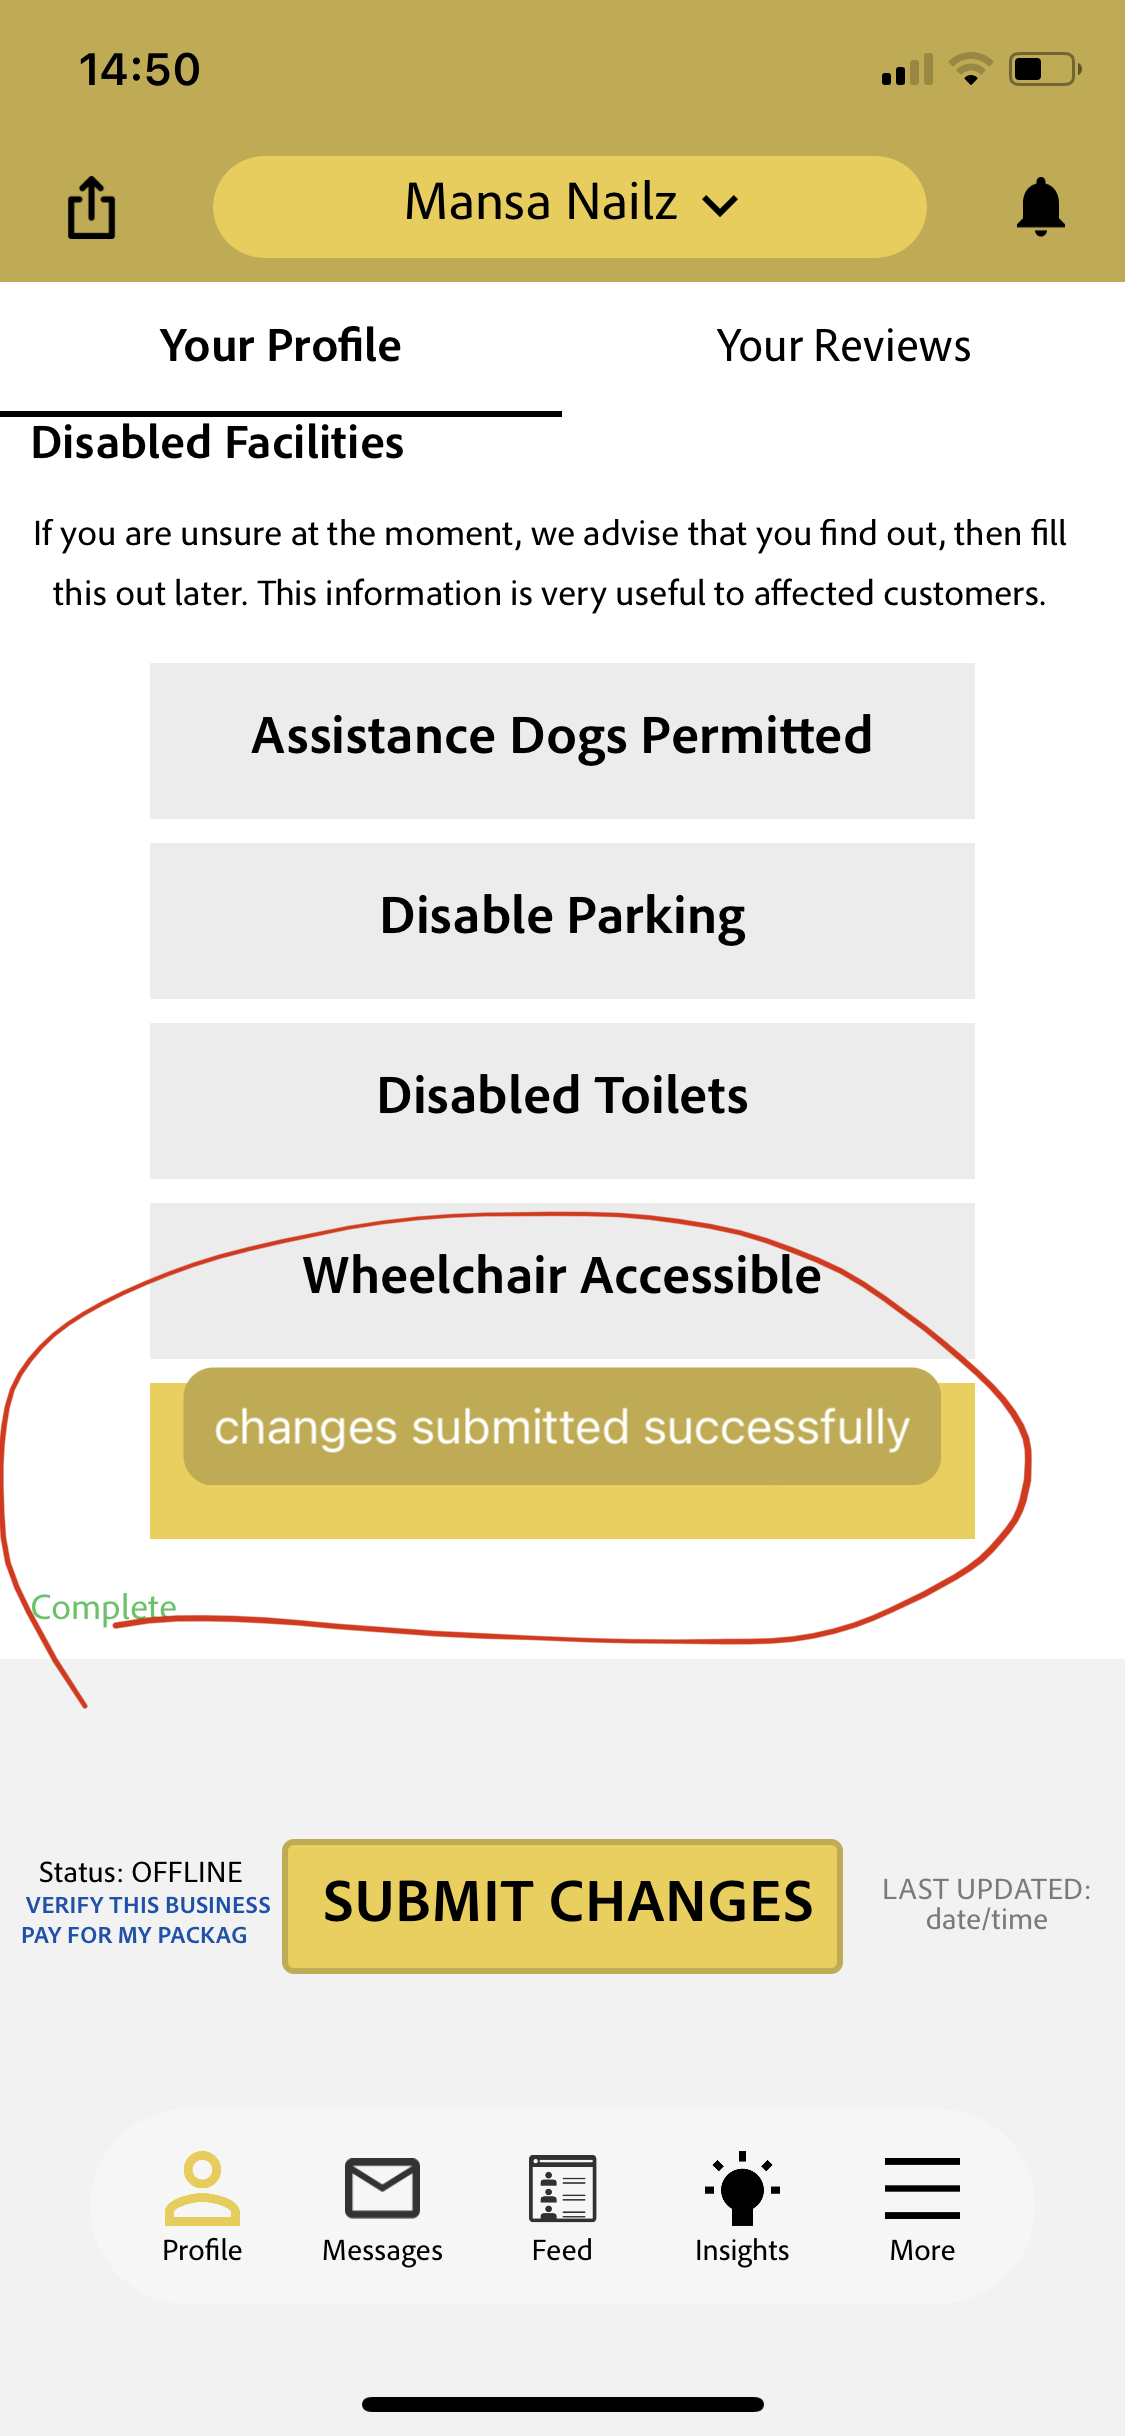 14:50
Mansa Nailz
Your Profile
Your Reviews
Disabled Facilities
If you are unsure at the moment, we advise that you find out, then fill
this out later. This information is very useful to affected customers.
Assistance Dogs Permitted
Disable Parking
Disabled Toilets
Wheelchair Accessible
changes submitted successfully
Complete
Status: OFFLINE
VERIFY THIS BUSINESS
PAY FOR MY PACKAG
SUBMIT CHANGES
LAST UPDATED:
date/time
Profile
Messages
Feed
Insights
More